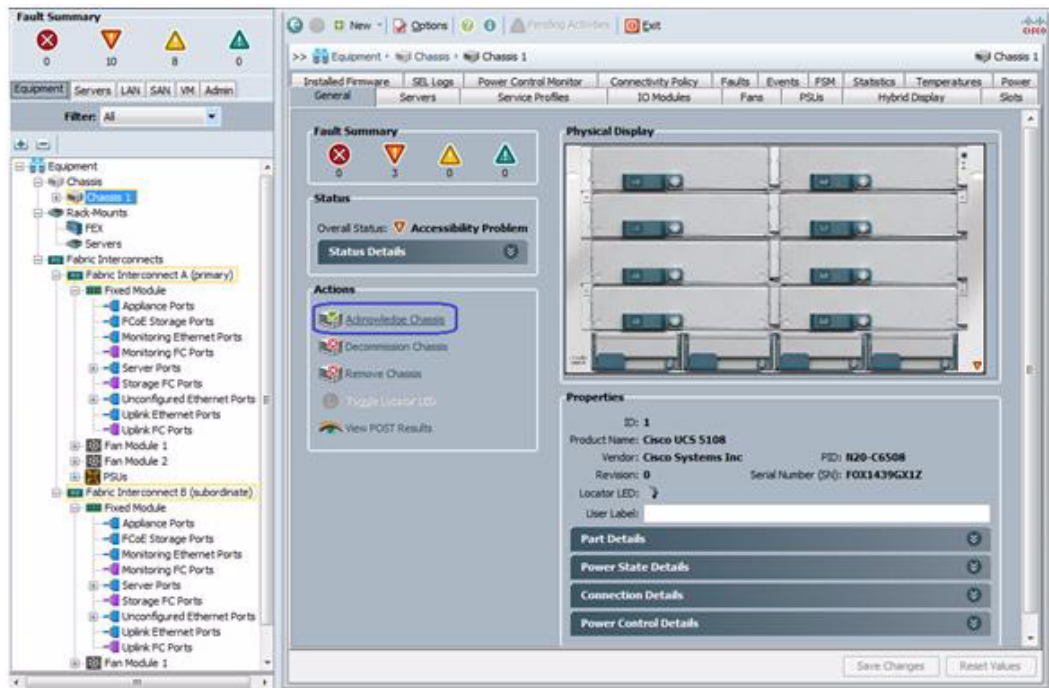 Fault Summary
0 10 8 0
Equipment Servers LAN SAN VM Admin
Filter: All
Equipment
Chassis
Chassis 1
Rack-Mounts
FEX
Servers
Fabric Interconnects
Fabric Interconnect A (primary)
Fixed Module
Appliance Ports
FCoE Storage Ports
Monitoring Ethernet Ports
Monitoring FC Ports
Server Ports
Storage FC Ports
Unconfigured Ethernet Ports
Uplink Ethernet Ports
Uplink FC Ports
Fan Module 1
Fan Module 2
PSUs
Fabric Interconnect B (subordinate)
Fixed Module
Appliance Ports
FCoE Storage Ports
Monitoring Ethernet Ports
Monitoring FC Ports
Server Ports
Storage FC Ports
Unconfigured Ethernet Ports
Uplink Ethernet Ports
Uplink FC Ports
Fan Module 1
New Options Pending Activities Exit
CISCO
>> Equipment Chassis Chassis 1 Chassis 1
Installed Firmware SEL Logs Power Control Monitor Connectivity Policy Faults Events FSM Statistics Temperatures Power
General Servers Service Profiles IO Modules Fans PSUs Hybrid Display Slots
Fault Summary
0 3 0 0
Status
Overall Status: Accessibility Problem
Status Details
Actions
Acknowledge Chassis
Decommission Chassis
Remove Chassis
Toggle Locator LED
View POST Results
Physical Display
Properties
ID: 1
Product Name: Cisco UCS 5108
Vendor: Cisco Systems Inc PID: N20-C6508
Revision: 0 Serial Number (SN): FOX1439GX1Z
Locator LED:
User Label:
Part Details
Power State Details
Connection Details
Power Control Details
Save Changes Reset Values